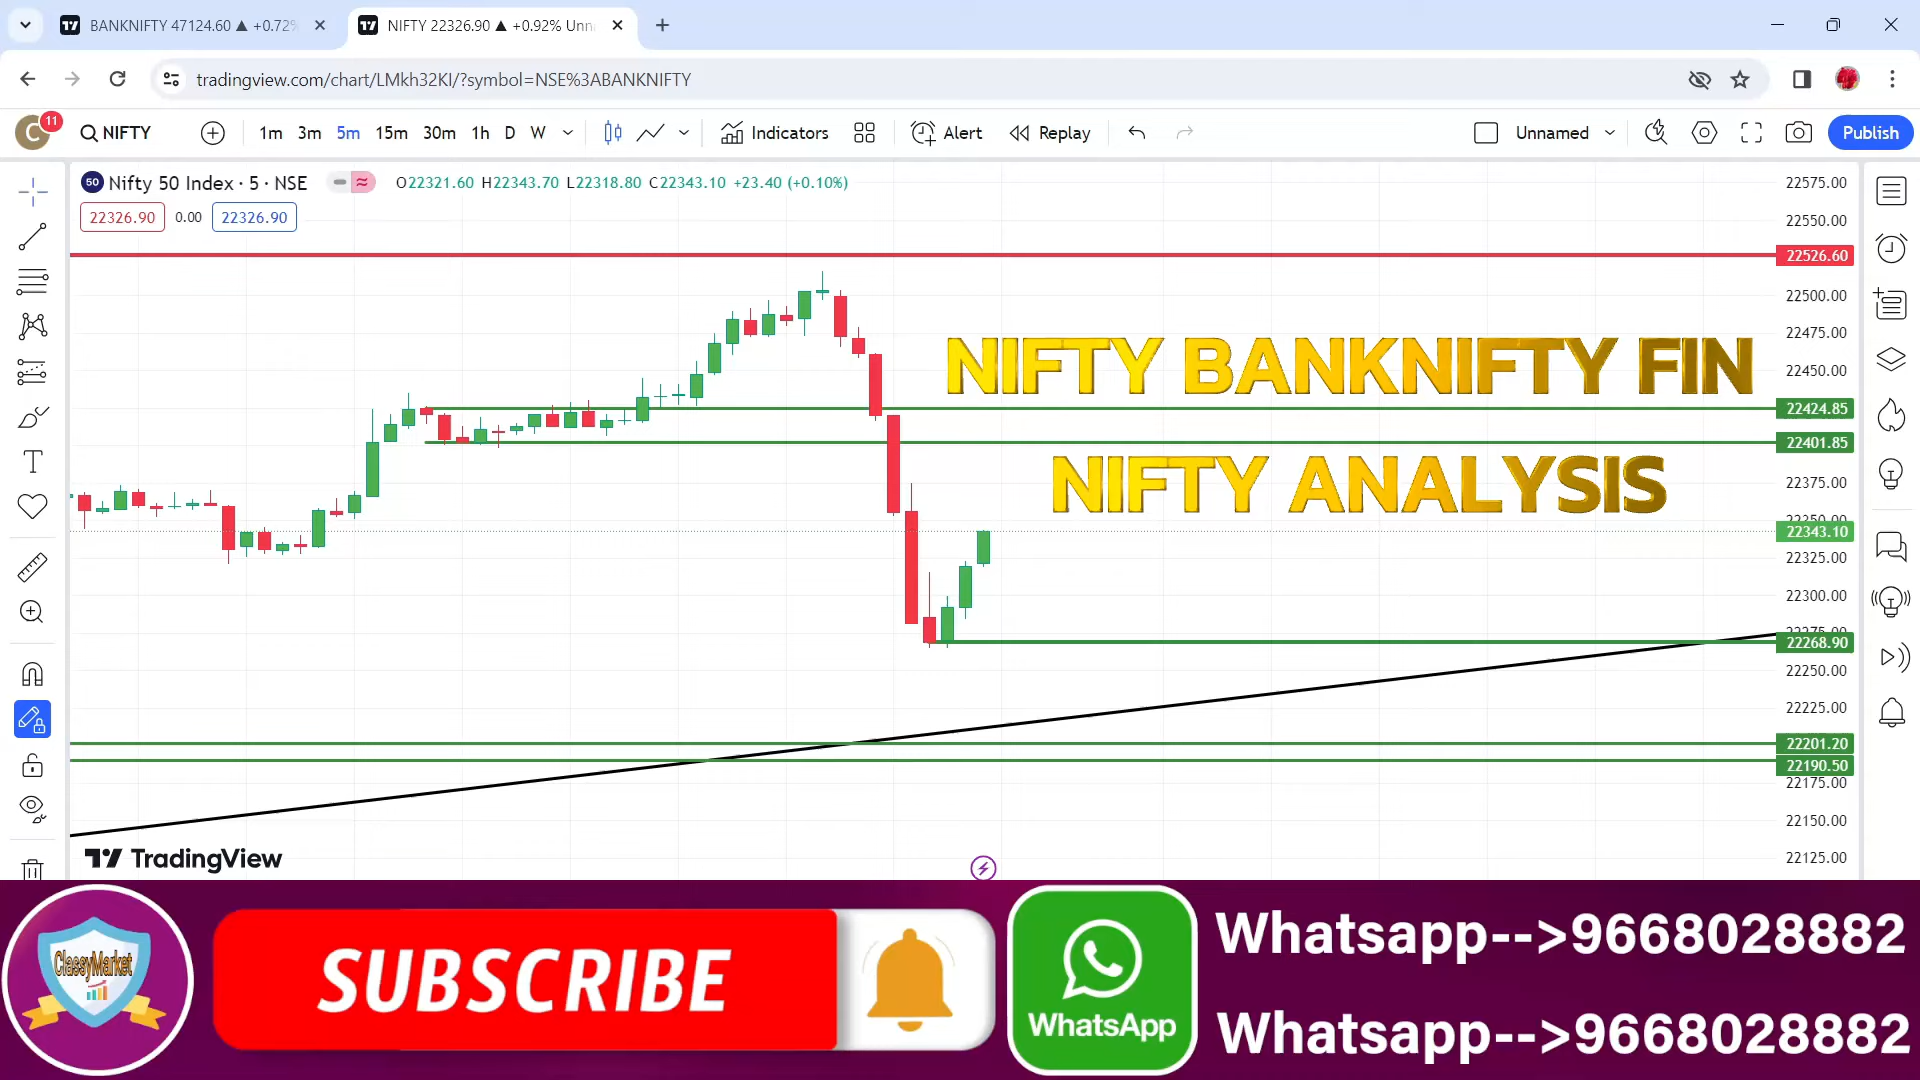 BANKNIFTY 47124.60 ▲ +0.72%
NIFTY 22326.90 ▲ +0.92% Unn
tradingview.com/chart/LMkh32KI/?symbol=NSE%3ABANKNIFTY
C 11 NIFTY 1m 3m 5m 15m 30m 1h D W Indicators Alert Replay Unnamed Publish
50 Nifty 50 Index · 5 · NSE O22321.60 H22343.70 L22318.80 C22343.10 +23.40 (+0.10%)
22326.90 0.00 22326.90
22575.00
22550.00
22526.60
22500.00
22475.00
22450.00
22424.85
22401.85
22375.00
22343.10
22325.00
22300.00
22275.00
22268.90
22250.00
22225.00
22201.20
22190.50
22175.00
22150.00
22125.00
NIFTY BANKNIFTY FIN
NIFTY ANALYSIS
TradingView
ClassyMarket
SUBSCRIBE
WhatsApp
Whatsapp-->9668028882
Whatsapp-->9668028882